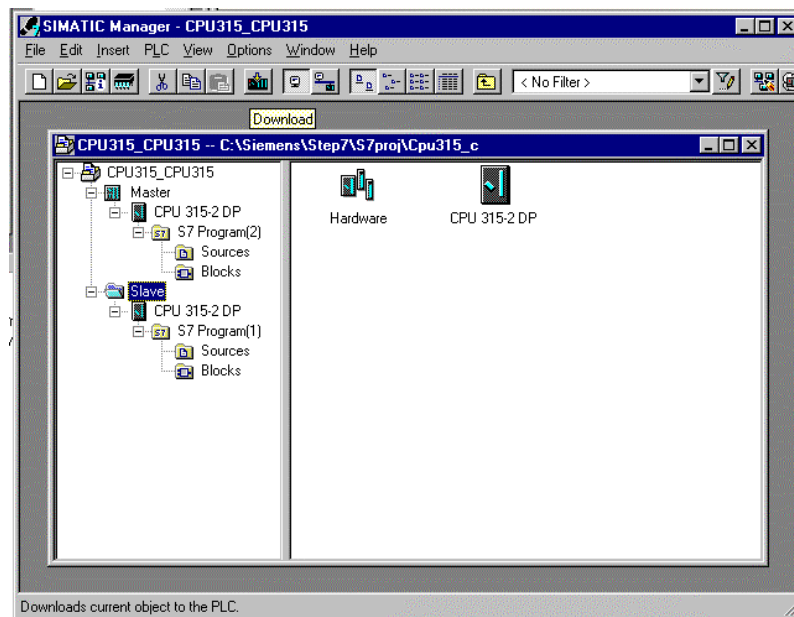 SIMATIC Manager - CPU315_CPU315
File Edit Insert PLC View Options Window Help
< No Filter >
Download
CPU315_CPU315 -- C:\Siemens\Step7\S7proj\Cpu315_c
CPU315_CPU315
Master
CPU 315-2 DP
S7 Program(2)
Sources
Blocks
Slave
CPU 315-2 DP
S7 Program(1)
Sources
Blocks
Hardware
CPU 315-2 DP
Downloads current object to the PLC.